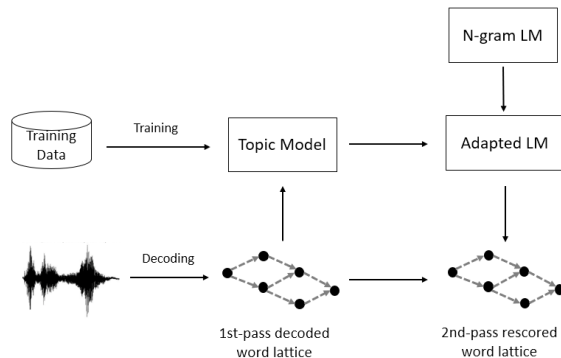 N-gram LM
Training
Data
Training
Topic Model
Adapted LM
Decoding
1st-pass decoded
word lattice
2nd-pass rescored
word lattice